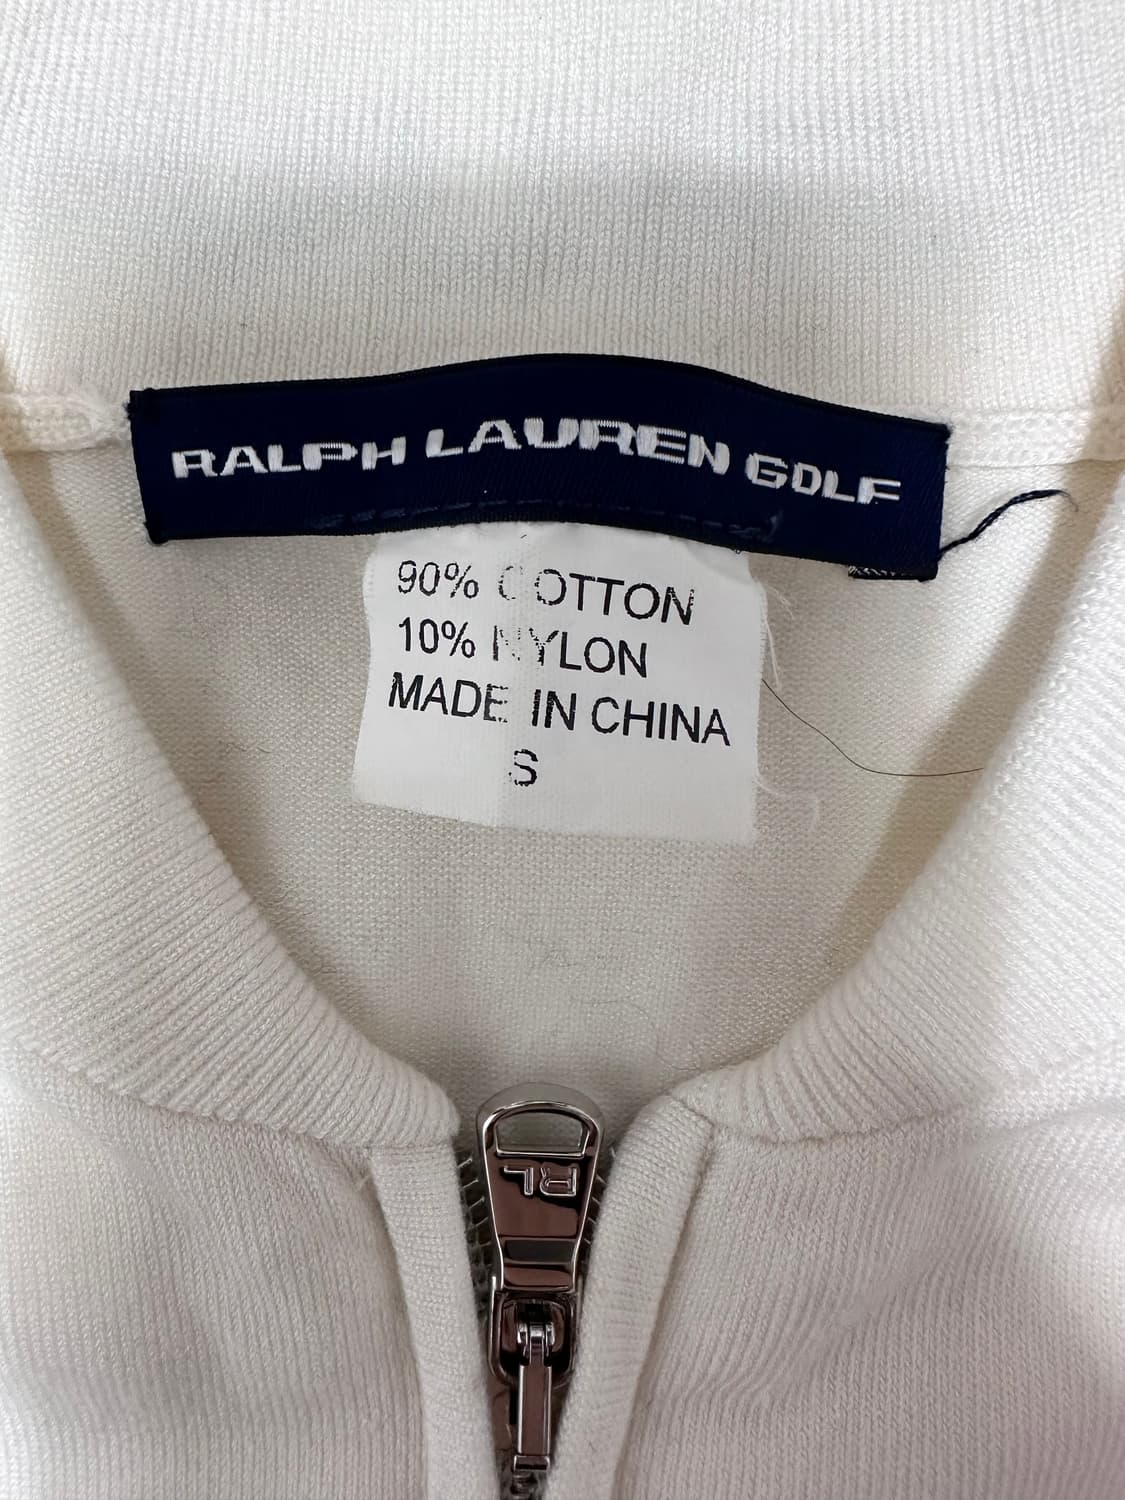 RALPH LAUREN GOLF
90% COTTON
10% NYLON
MADE IN CHINA
S
RL